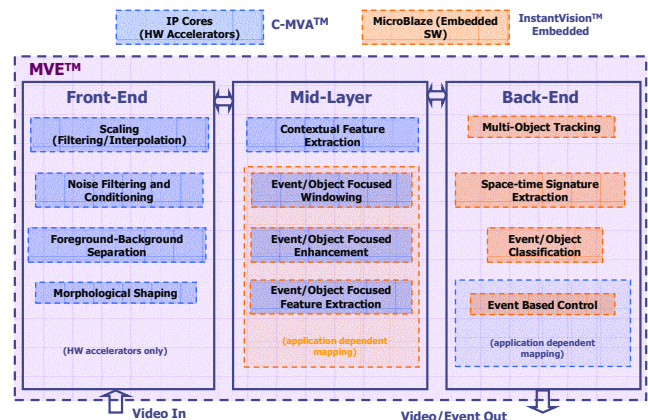 IP Cores
(HW Accelerators)
C-MVA™
MicroBlaze (Embedded
SW)
InstantVision™
Embedded
MVE™
Front-End
Scaling
(Filtering/Interpolation)
Noise Filtering and
Conditioning
Foreground-Background
Separation
Morphological Shaping
(HW accelerators only)
Mid-Layer
Contextual Feature
Extraction
Event/Object Focused
Windowing
Event/Object Focused
Enhancement
Event/Object Focused
Feature Extraction
(application dependent
mapping)
Back-End
Multi-Object Tracking
Space-time Signature
Extraction
Event/Object
Classification
Event Based Control
(application dependent
mapping)
Video In
Video/Event Out